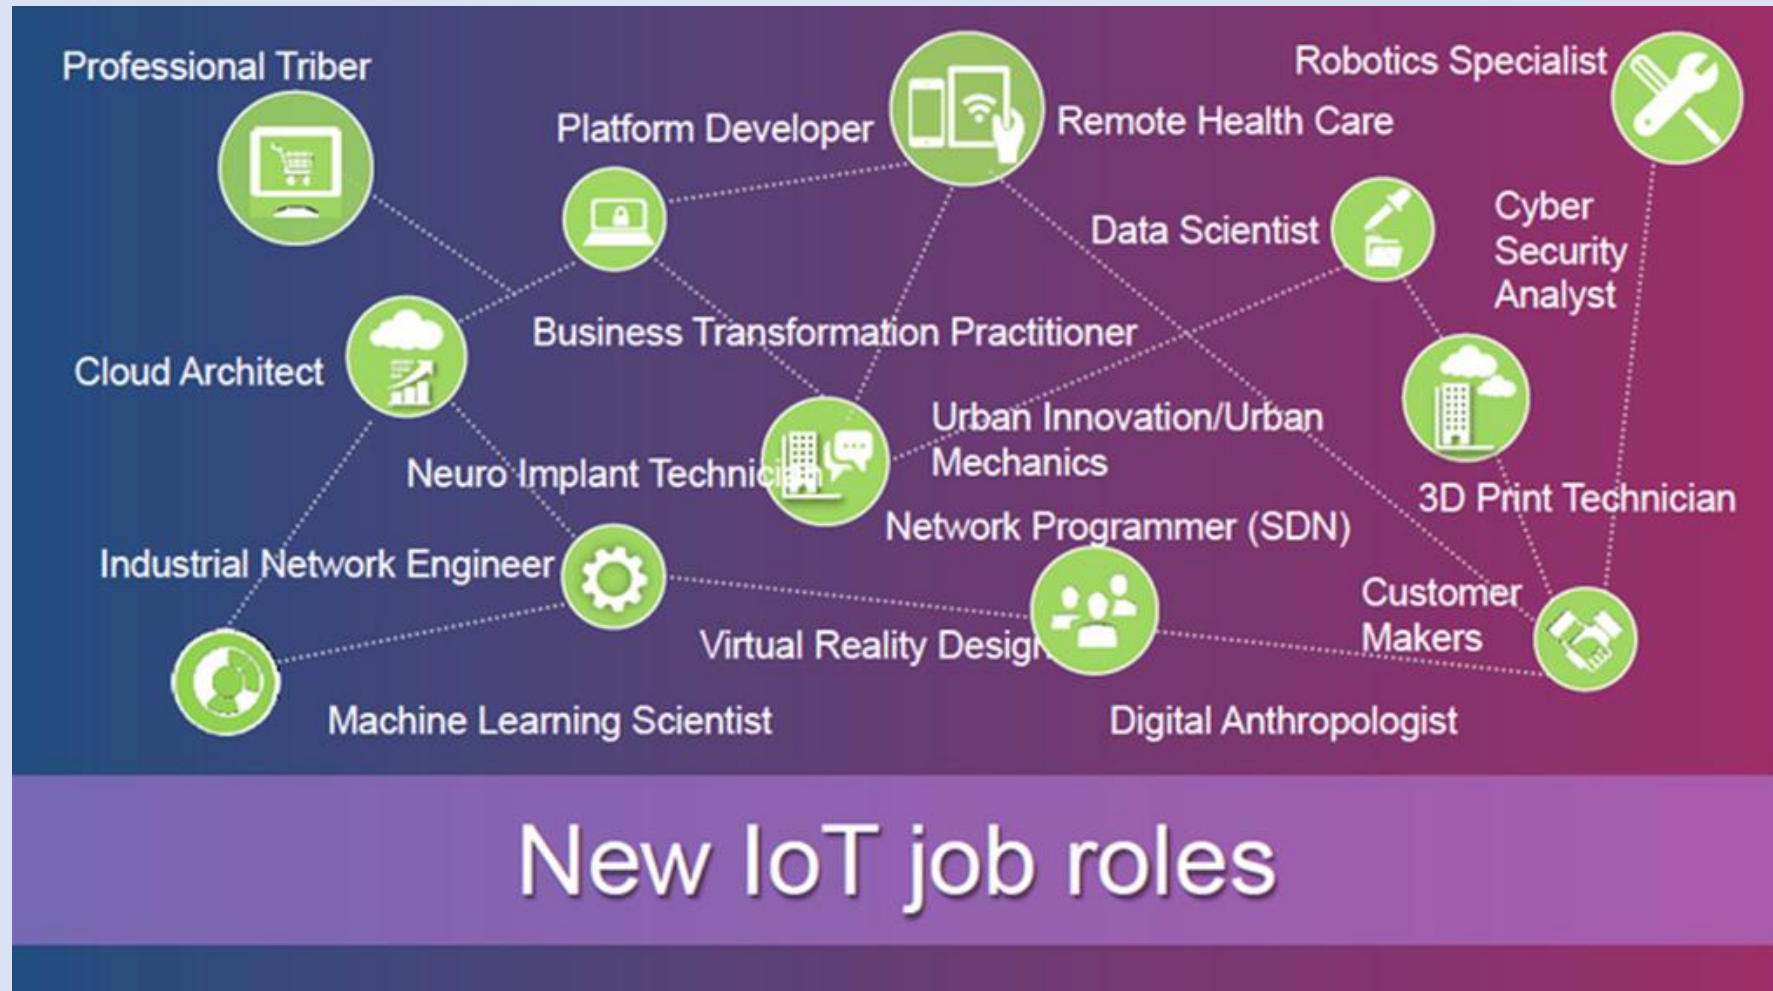 Professional Triber
Robotics Specialist
Platform Developer
Remote Health Care
Data Scientist
Cyber
Security
Analyst
Business Transformation Practitioner
Cloud Architect
Urban Innovation/Urban
Mechanics
Neuro Implant Technician
3D Print Technician
Network Programmer (SDN)
Industrial Network Engineer
Customer
Makers
Virtual Reality Design
Machine Learning Scientist
Digital Anthropologist
New IoT job roles